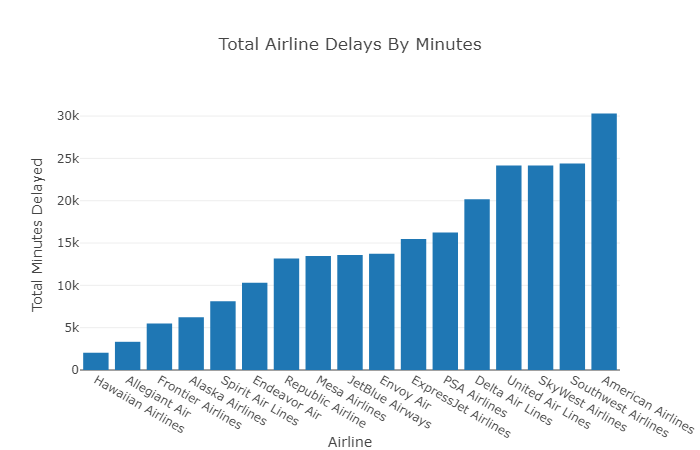 Total Airline Delays By Minutes
Total Minutes Delayed
30k
25k
20k
15k
10k
5k
0
Hawaiian Airlines
Allegiant Air
Frontier Airlines
Alaska Airlines
Spirit Air Lines
Endeavor Air
Republic Airline
Mesa Airlines
JetBlue Airways
Envoy Air
ExpressJet Airlines
PSA Airlines
Delta Air Lines
United Air Lines
SkyWest Airlines
Southwest Airlines
American Airlines
Airline